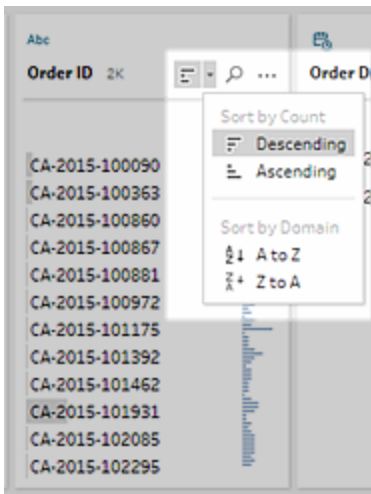 Abc
Order ID 2K
Order D
Sort by Count
Descending
Ascending
Sort by Domain
A to Z
Z to A
CA-2015-100090
CA-2015-100363
CA-2015-100860
CA-2015-100867
CA-2015-100881
CA-2015-100972
CA-2015-101175
CA-2015-101392
CA-2015-101462
CA-2015-101931
CA-2015-102085
CA-2015-102295